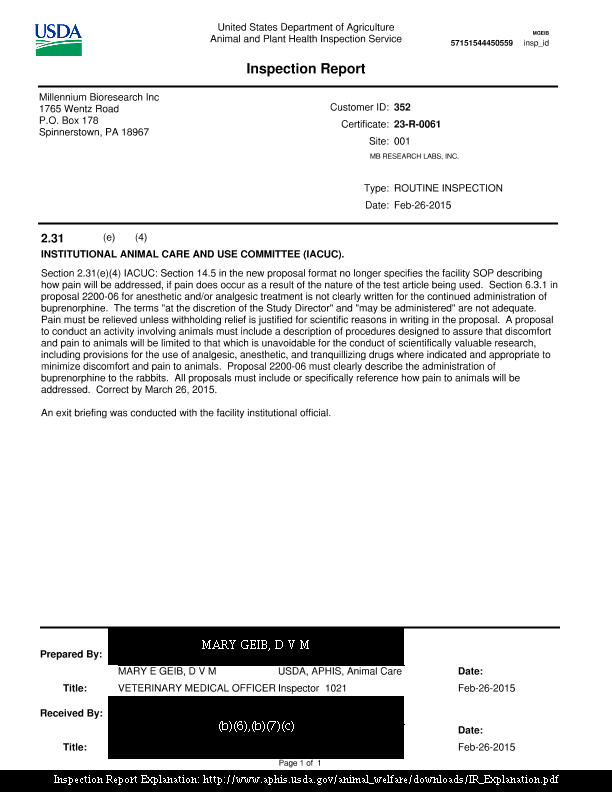 USDA
United States Department of Agriculture
Animal and Plant Health Inspection Service
MGEIB
57151544450559 insp_id
Inspection Report
Millennium Bioresearch Inc
1765 Wentz Road
P.O. Box 178
Spinnerstown, PA 18967
Customer ID: 352
Certificate: 23-R-0061
Site: 001
MB RESEARCH LABS, INC.
Type: ROUTINE INSPECTION
Date: Feb-26-2015
2.31 (e) (4)
INSTITUTIONAL ANIMAL CARE AND USE COMMITTEE (IACUC).
Section 2.31(e)(4) IACUC: Section 14.5 in the new proposal format no longer specifies the facility SOP describing
how pain will be addressed, if pain does occur as a result of the nature of the test article being used. Section 6.3.1 in
proposal 2200-06 for anesthetic and/or analgesic treatment is not clearly written for the continued administration of
buprenorphine. The terms "at the discretion of the Study Director" and "may be administered" are not adequate.
Pain must be relieved unless withholding relief is justified for scientific reasons in writing in the proposal. A proposal
to conduct an activity involving animals must include a description of procedures designed to assure that discomfort
and pain to animals will be limited to that which is unavoidable for the conduct of scientifically valuable research,
including provisions for the use of analgesic, anesthetic, and tranquillizing drugs where indicated and appropriate to
minimize discomfort and pain to animals. Proposal 2200-06 must clearly describe the administration of
buprenorphine to the rabbits. All proposals must include or specifically reference how pain to animals will be
addressed. Correct by March 26, 2015.
An exit briefing was conducted with the facility institutional official.
MARY GEIB, D V M
Prepared By:
MARY E GEIB, D V M USDA, APHIS, Animal Care Date:
Title: VETERINARY MEDICAL OFFICER Inspector 1021 Feb-26-2015
Received By:
(b)(6),(b)(7)(c)
Date:
Title: Feb-26-2015
Page 1 of 1
Inspection Report Explanation: http://www.aphis.usda.gov/animal_welfare/downloads/IR_Explanation.pdf